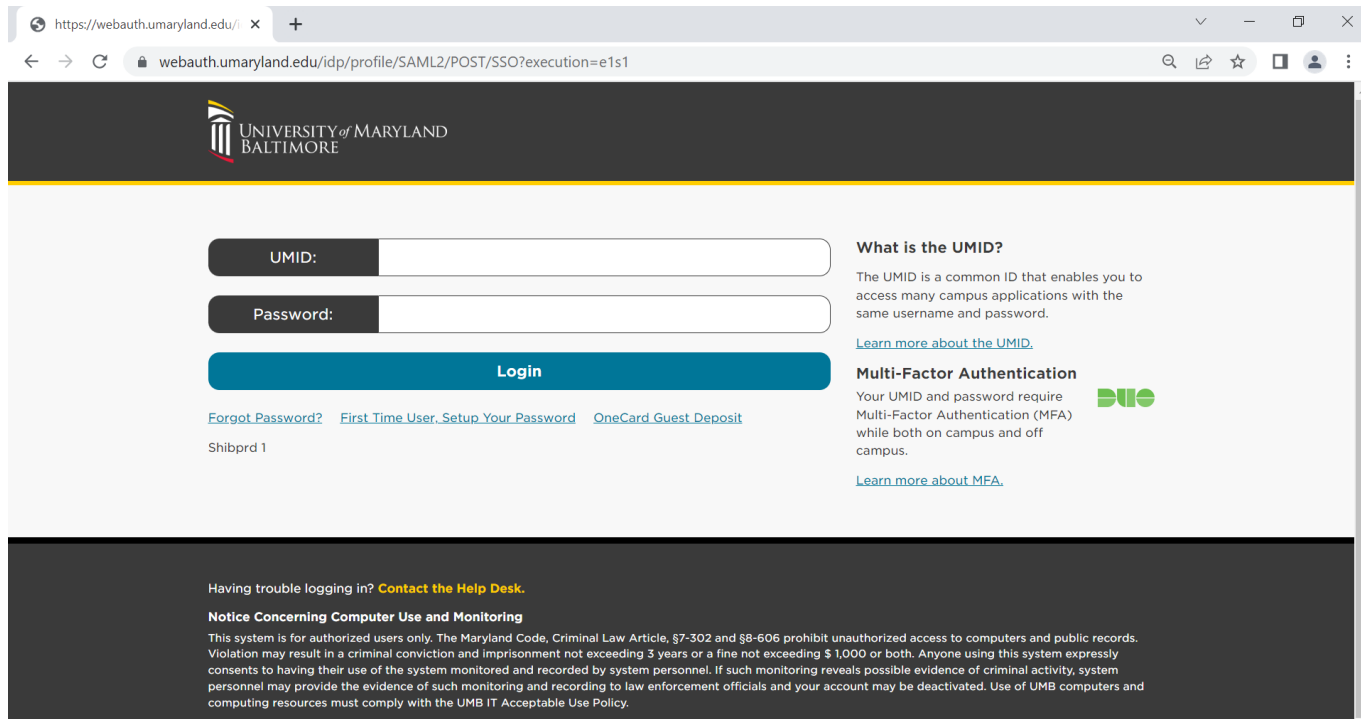 https://webauth.umaryland.edu/i
webauth.umaryland.edu/idp/profile/SAML2/POST/SSO?execution=e1s1
UNIVERSITY of MARYLAND
BALTIMORE
UMID:
Password:
Login
Forgot Password? First Time User, Setup Your Password OneCard Guest Deposit
Shibprd 1
What is the UMID?
The UMID is a common ID that enables you to
access many campus applications with the
same username and password.
Learn more about the UMID.
Multi-Factor Authentication
Your UMID and password require
Multi-Factor Authentication (MFA)
while both on campus and off
campus.
DUO
Learn more about MFA.
Having trouble logging in? Contact the Help Desk.
Notice Concerning Computer Use and Monitoring
This system is for authorized users only. The Maryland Code, Criminal Law Article, §7-302 and §8-606 prohibit unauthorized access to computers and public records.
Violation may result in a criminal conviction and imprisonment not exceeding 3 years or a fine not exceeding $ 1,000 or both. Anyone using this system expressly
consents to having their use of the system monitored and recorded by system personnel. If such monitoring reveals possible evidence of criminal activity, system
personnel may provide the evidence of such monitoring and recording to law enforcement officials and your account may be deactivated. Use of UMB computers and
computing resources must comply with the UMB IT Acceptable Use Policy.